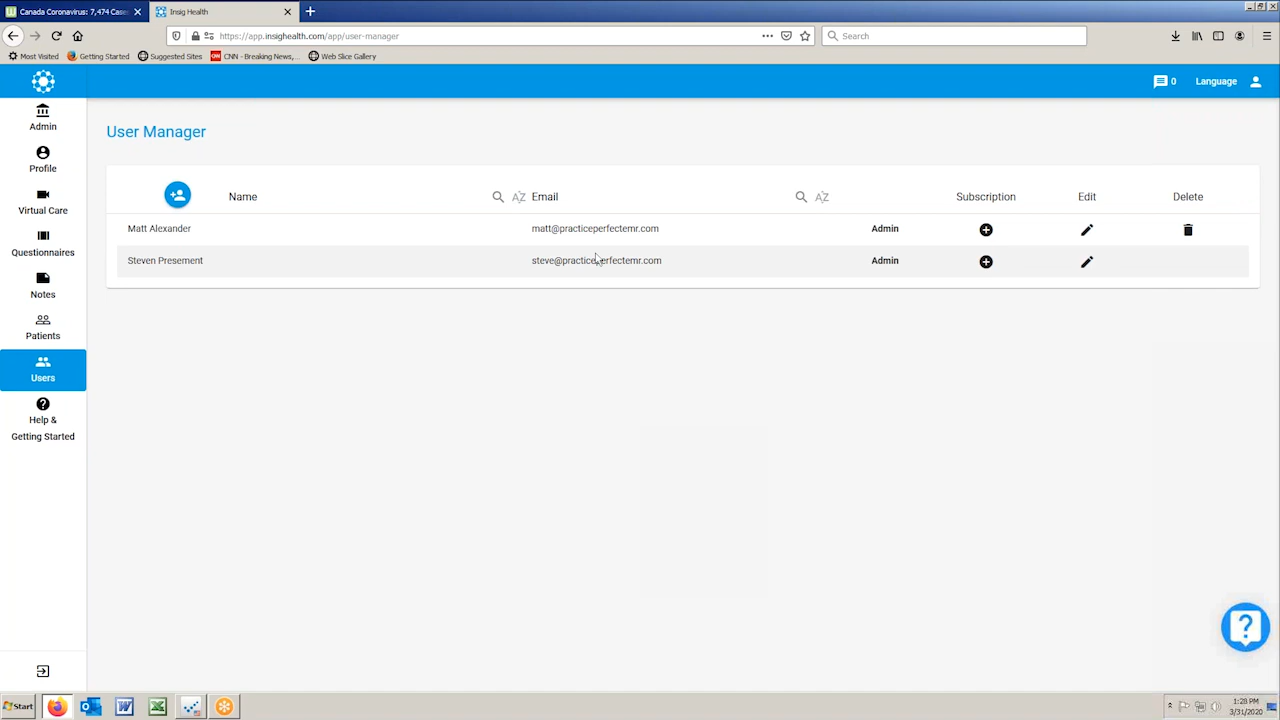 Canada Coronavirus: 7,474 Case
Insig Health
https://app.insighealth.com/app/user-manager
Search
Most Visited
Getting Started
Suggested Sites
CNN - Breaking News,...
Web Slice Gallery
0
Language
Admin
Profile
Virtual Care
Questionnaires
Notes
Patients
Users
Help &
Getting Started
User Manager
Name
Email
Subscription
Edit
Delete
Matt Alexander
matt@practiceperfectemr.com
Admin
Steven Presement
steve@practiceperfectemr.com
Admin
Start
1:28 PM
3/31/2020